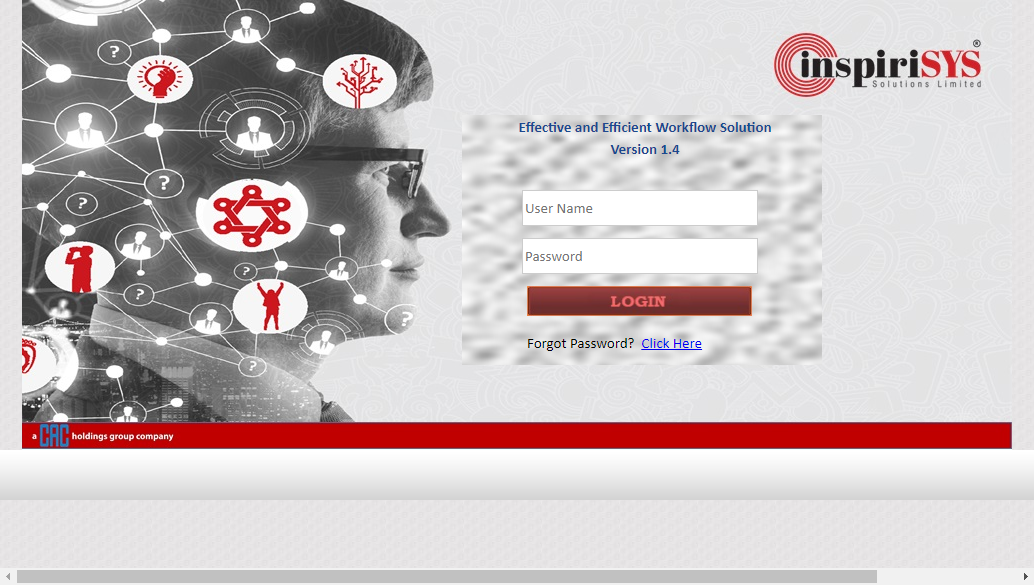 inspiriSYS®
Solutions Limited
Effective and Efficient Workflow Solution
Version 1.4
User Name
Password
LOGIN
Forgot Password? Click Here
a CAC holdings group company